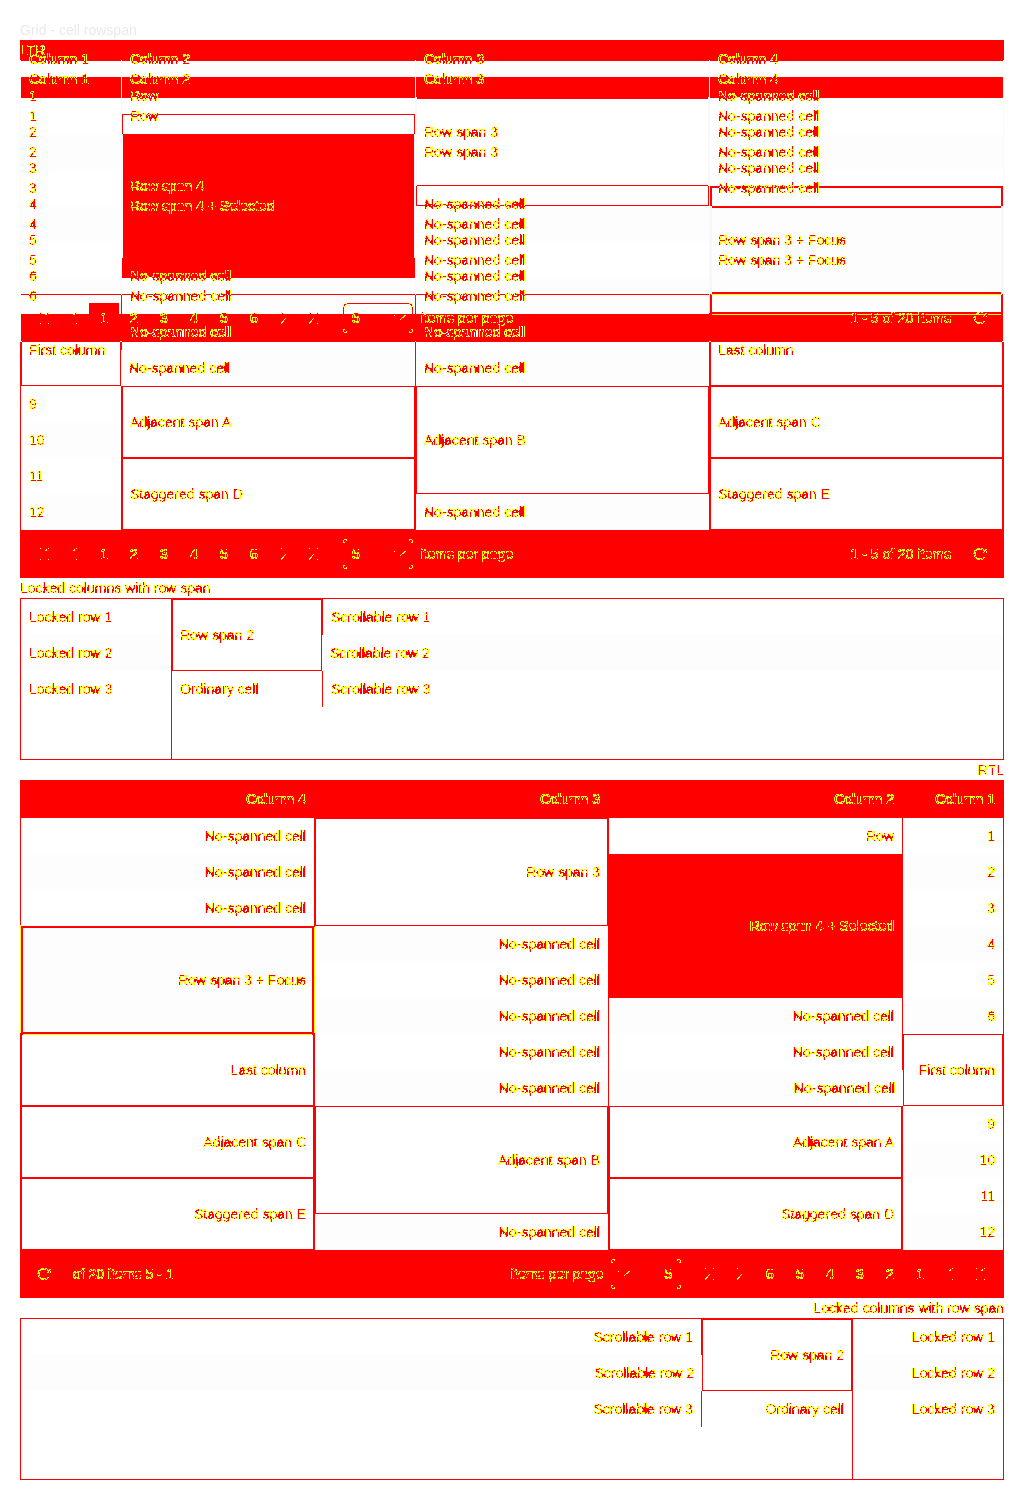 Grid - cell rowspan
LTR
Column 1 Column 2 Column 3 Column 4
Column 1 Column 2 Column 3 Column 4
1 Row No-spanned cell
1 Row No-spanned cell
2 Row span 3 No-spanned cell
2 Row span 3 No-spanned cell
3 No-spanned cell
3 Row span 4 No-spanned cell
4 Row span 4 + Selected No-spanned cell
4 No-spanned cell
5 No-spanned cell Row span 3 + Focus
5 No-spanned cell Row span 3 + Focus
6 No-spanned cell No-spanned cell
6 No-spanned cell No-spanned cell
1 2 3 4 5 6 items per page 1 - 5 of 20 items
No-spanned cell No-spanned cell
First column Last column
No-spanned cell No-spanned cell
9
Adjacent span A Adjacent span C
10 Adjacent span B
11
Staggered span D Staggered span E
12 No-spanned cell
1 2 3 4 5 6 5 items per page 1 - 5 of 20 items
Locked columns with row span
Locked row 1 Scrollable row 1
Row span 2
Locked row 2 Scrollable row 2
Locked row 3 Ordinary cell Scrollable row 3
RTL
Column 4 Column 3 Column 2 Column 1
No-spanned cell Row 1
No-spanned cell Row span 3 2
No-spanned cell 3
Row span 4 + Selected
No-spanned cell 4
Row span 3 + Focus No-spanned cell 5
No-spanned cell No-spanned cell 6
No-spanned cell No-spanned cell
Last column First column
No-spanned cell No-spanned cell
9
Adjacent span C Adjacent span A
Adjacent span B 10
11
Staggered span E Staggered span D
No-spanned cell 12
of 20 items 5 - 1 items per page 5 6 5 4 3 2 1
Locked columns with row span
Scrollable row 1 Locked row 1
Row span 2
Scrollable row 2 Locked row 2
Scrollable row 3 Ordinary cell Locked row 3